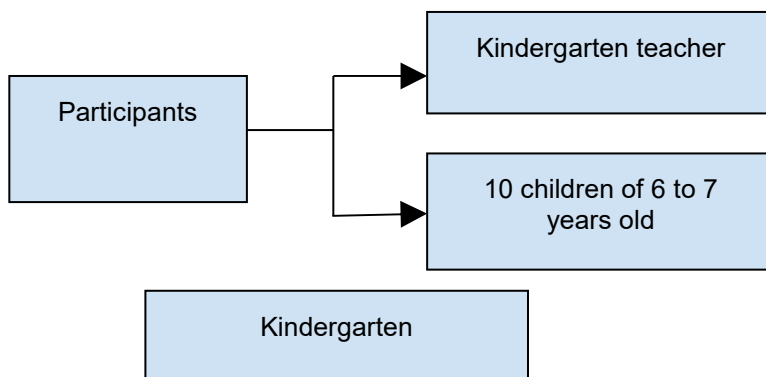 Kindergarten teacher
Participants
10 children of 6 to 7
years old
Kindergarten